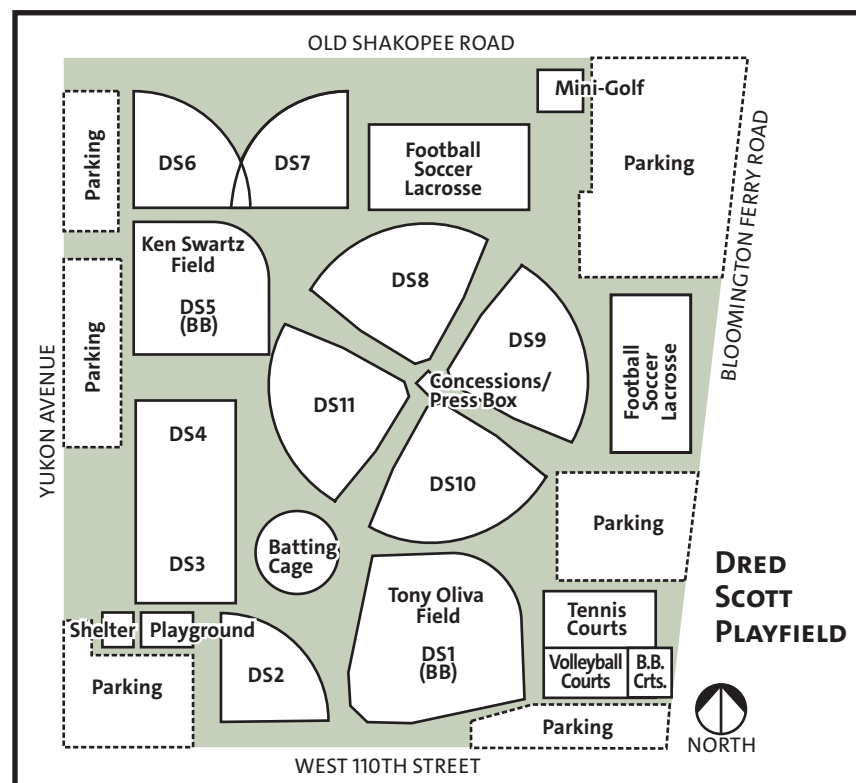 OLD SHAKOPEE ROAD
Mini-Golf
Parking
DS6
DS7
Football
Soccer
Lacrosse
Parking
BLOOMINGTON FERRY ROAD
Ken Swartz
Field
DS5
(BB)
DS8
DS9
Parking
YUKON AVENUE
Concessions/
Press Box
Football
Soccer
Lacrosse
DS11
DS4
DS10
Parking
DS3
Batting
Cage
DRED
SCOTT
PLAYFIELD
Tony Oliva
Field
DS1
(BB)
Tennis
Courts
Shelter
Playground
Volleyball
Courts
B.B.
Crts.
DS2
Parking
Parking
NORTH
WEST 110TH STREET